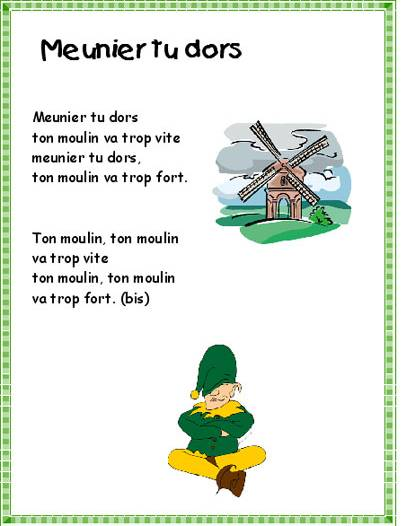 Meunier tu dors
Meunier tu dors
ton moulin va trop vite
meunier tu dors,
ton moulin va trop fort.
Ton moulin, ton moulin
va trop vite
ton moulin, ton moulin
va trop fort. (bis)